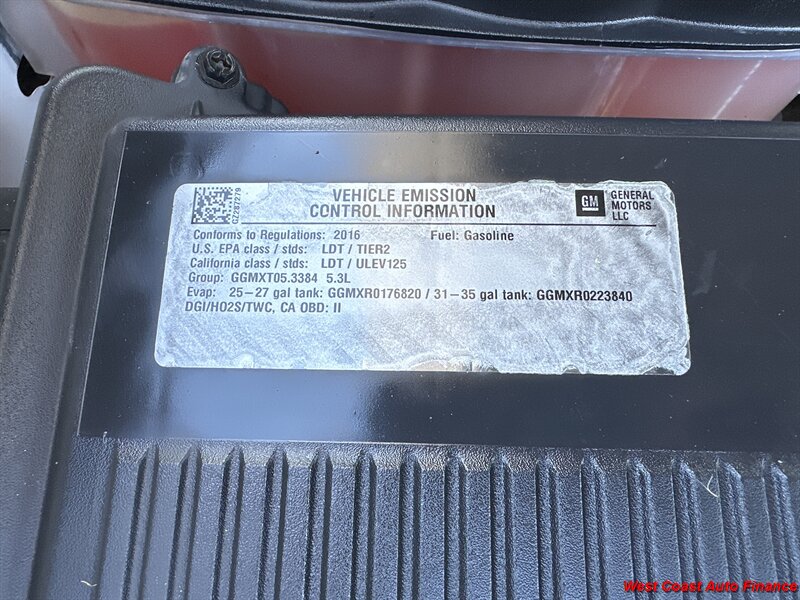 VEHICLE EMISSION
CONTROL INFORMATION
GM
GENERAL
MOTORS
LLC
Conforms to Regulations: 2016 Fuel: Gasoline
U.S. EPA class / stds: LDT / TIER2
California class / stds: LDT / ULEV125
Group: GGMXT05.3384 5.3L
Evap: 25-27 gal tank: GGMXR0176820 / 31-35 gal tank: GGMXR0223840
DGI/HO2S/TWC, CA OBD: II
West Coast Auto Finance